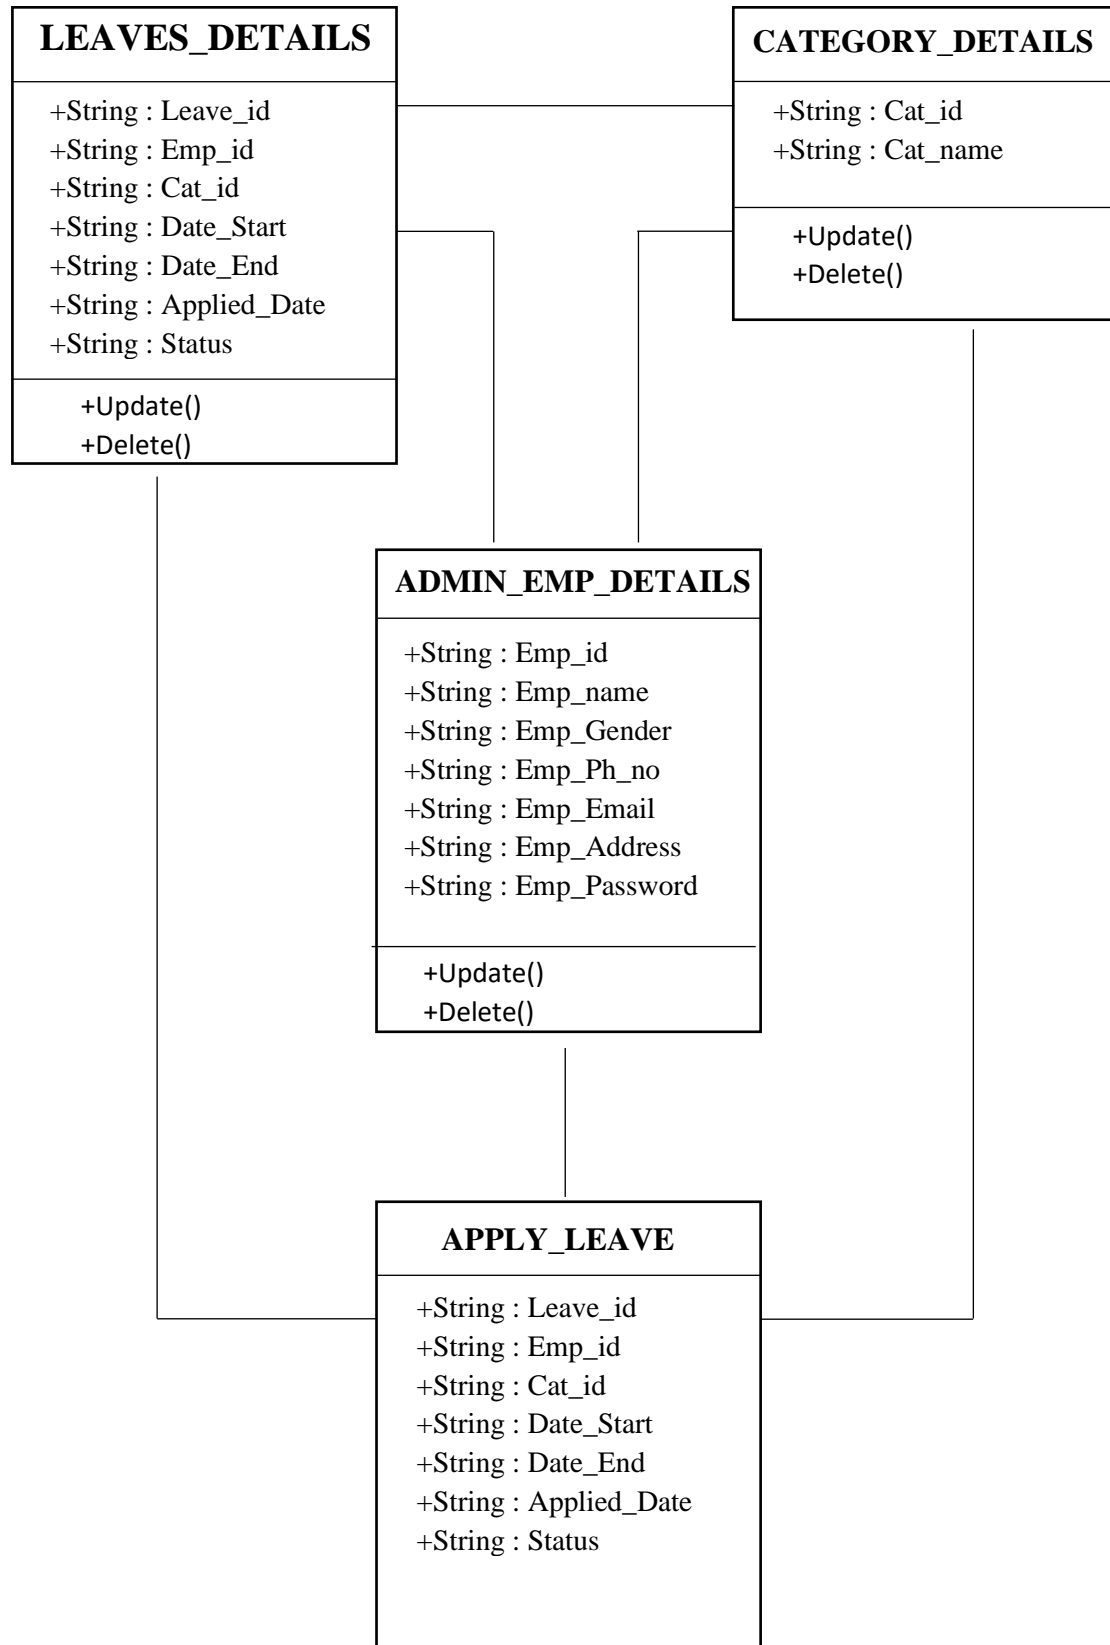 LEAVES_DETAILS
+String : Leave_id
+String : Emp_id
+String : Cat_id
+String : Date_Start
+String : Date_End
+String : Applied_Date
+String : Status
+Update()
+Delete()
CATEGORY_DETAILS
+String : Cat_id
+String : Cat_name
+Update()
+Delete()
ADMIN_EMP_DETAILS
+String : Emp_id
+String : Emp_name
+String : Emp_Gender
+String : Emp_Ph_no
+String : Emp_Email
+String : Emp_Address
+String : Emp_Password
+Update()
+Delete()
APPLY_LEAVE
+String : Leave_id
+String : Emp_id
+String : Cat_id
+String : Date_Start
+String : Date_End
+String : Applied_Date
+String : Status